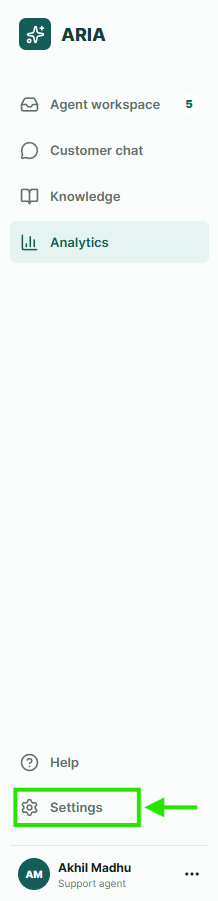 ARIA
Agent workspace 5
Customer chat
Knowledge
Analytics
Help
Settings
AM Akhil Madhu
Support agent